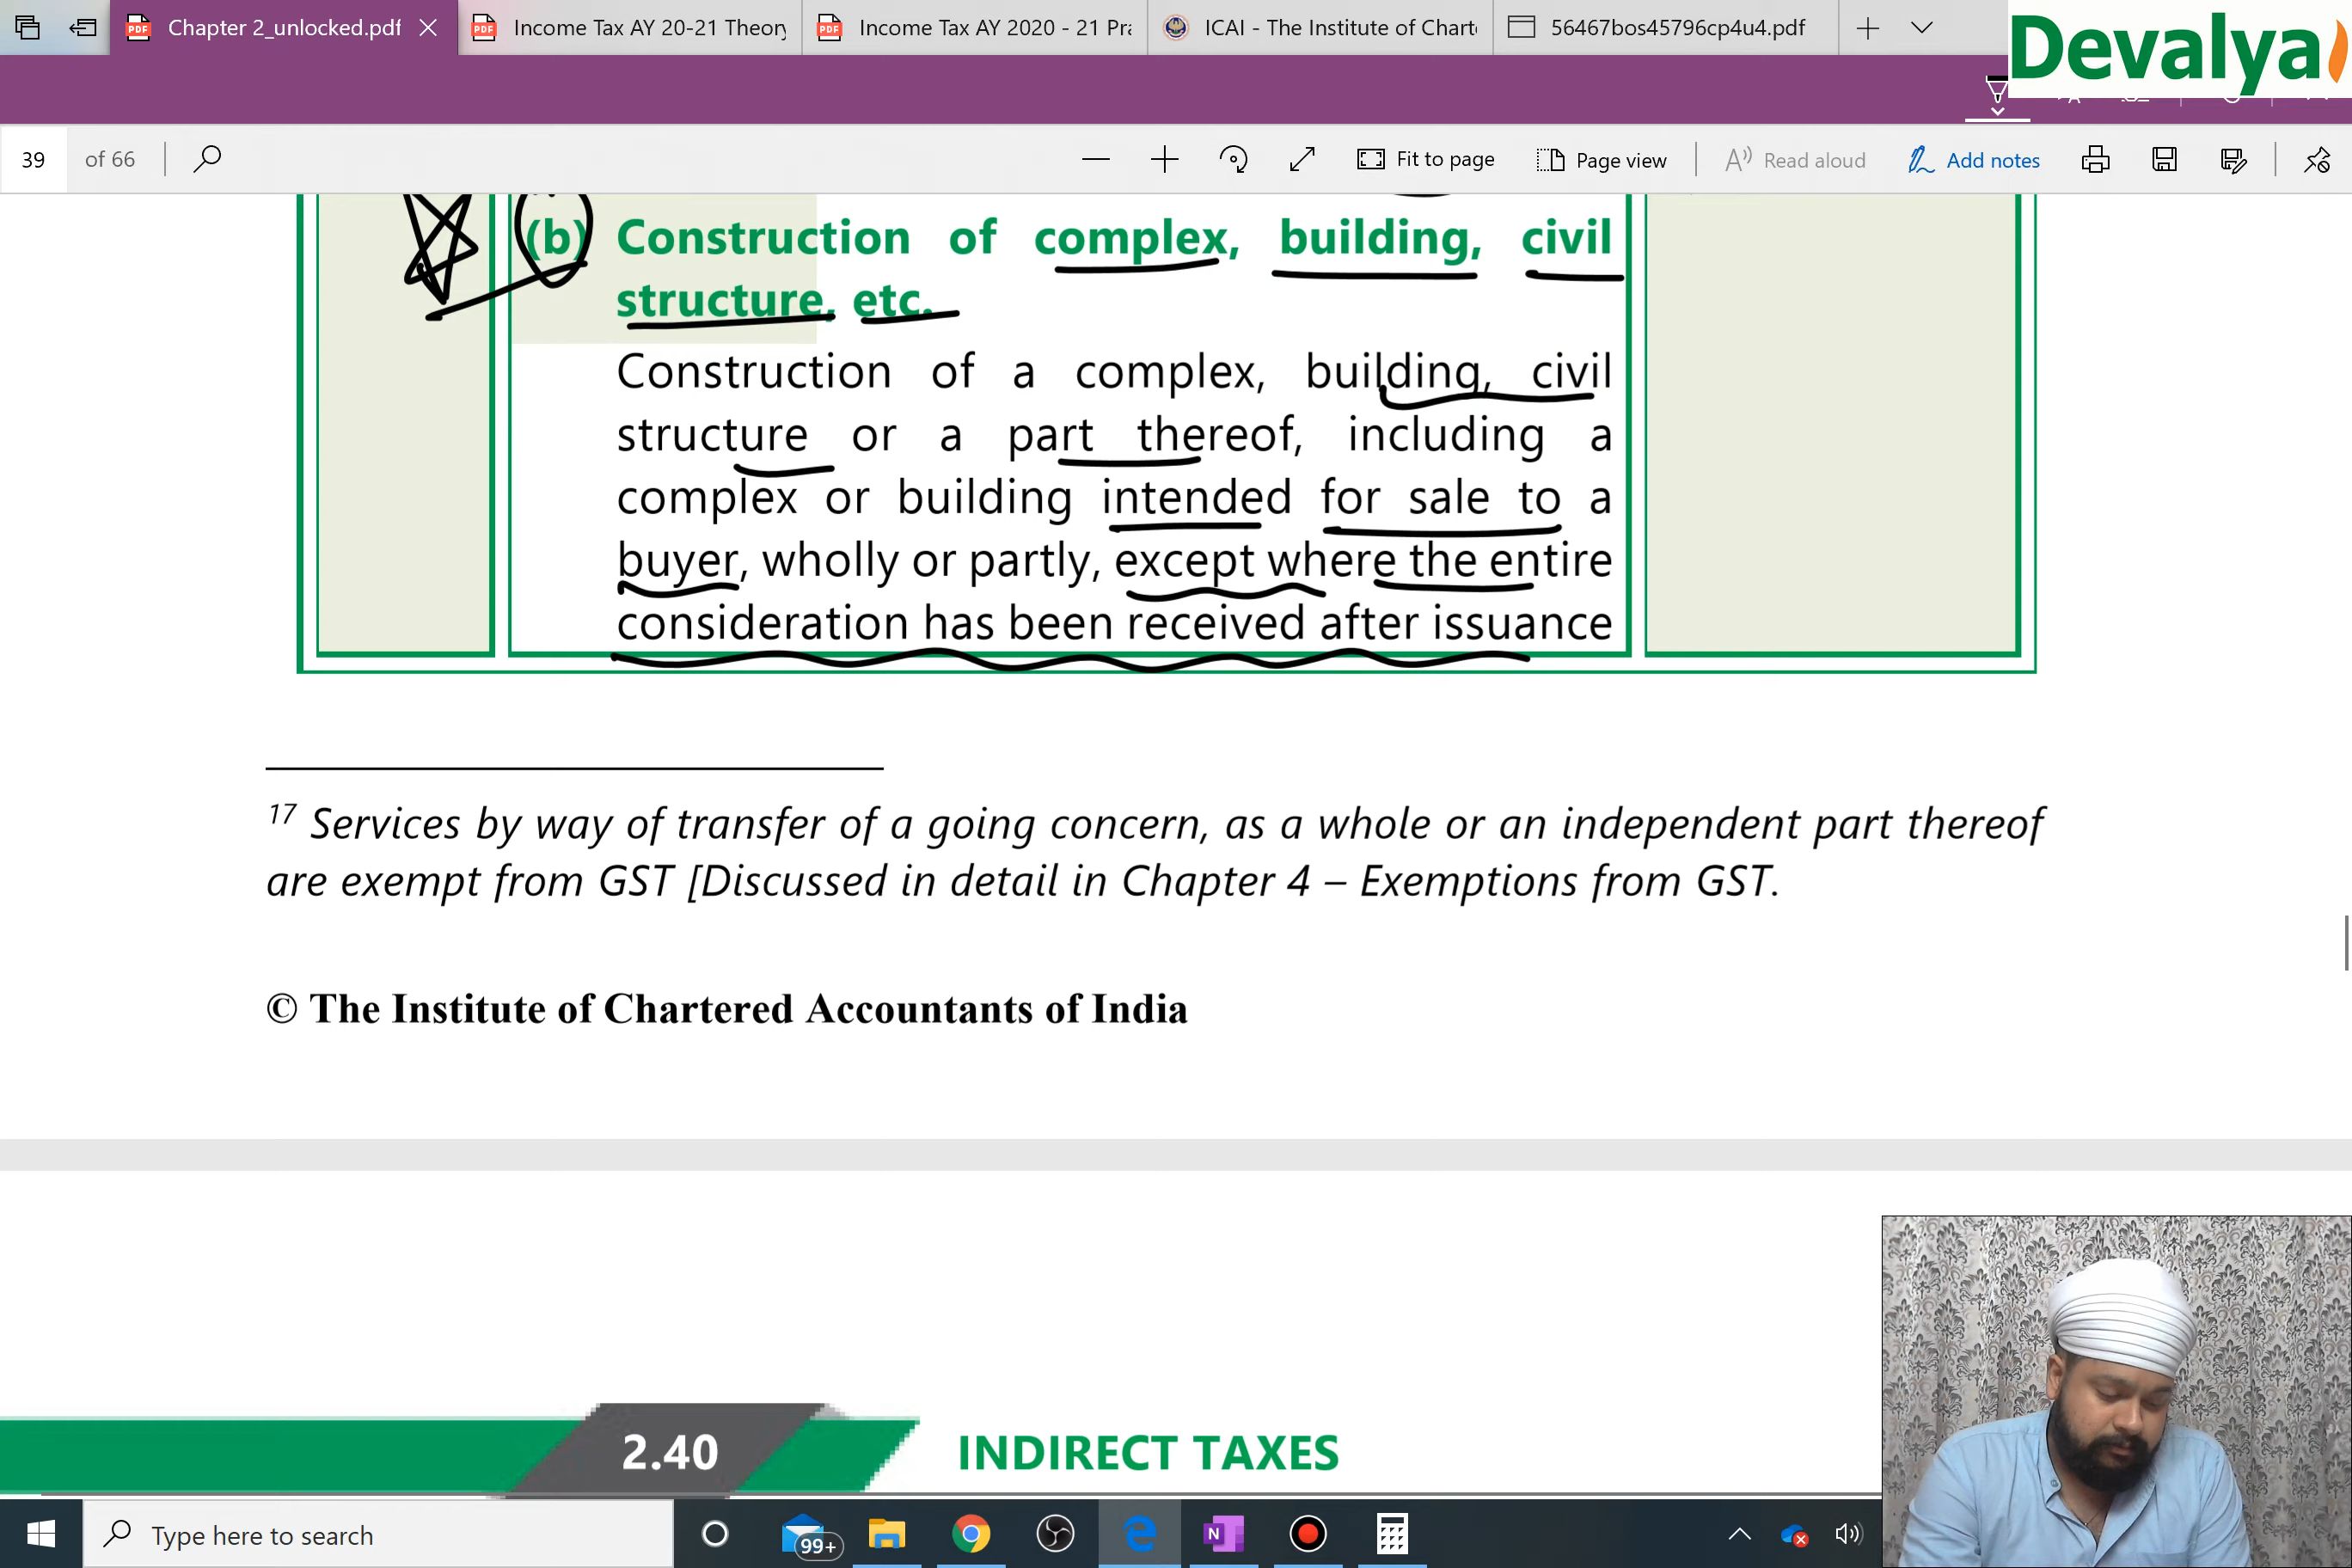 Chapter 2_unlocked.pdf
Income Tax AY 20-21 Theory
Income Tax AY 2020 - 21 Pra
ICAI - The Institute of Charte
56467bos45796cp4u4.pdf
Devalya
39 of 66
Fit to page
Page view
Read aloud
Add notes
(b) Construction of complex, building, civil
structure, etc.
Construction of a complex, building, civil
structure or a part thereof, including a
complex or building intended for sale to a
buyer, wholly or partly, except where the entire
consideration has been received after issuance
17 Services by way of transfer of a going concern, as a whole or an independent part thereof
are exempt from GST [Discussed in detail in Chapter 4 – Exemptions from GST.
© The Institute of Chartered Accountants of India
2.40 INDIRECT TAXES
Type here to search
99+